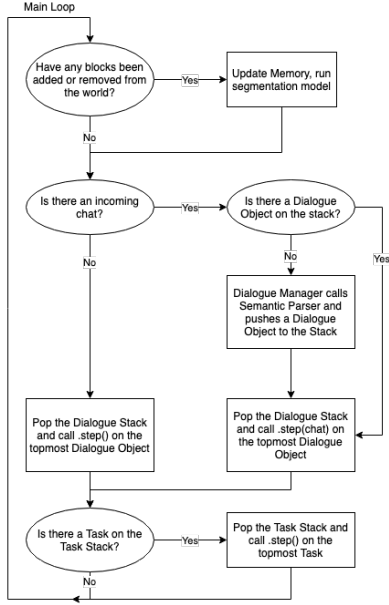 Main Loop
Have any blocks been
added or removed from
the world?
Yes
Update Memory, run
segmentation model
No
Is there an incoming
chat?
Yes
Is there a Dialogue
Object on the stack?
No
No
Yes
Dialogue Manager calls
Semantic Parser and
pushes a Dialogue
Object to the Stack
Pop the Dialogue Stack
and call .step() on the
topmost Dialogue Object
Pop the Dialogue Stack
and call .step(chat) on
the topmost Dialogue
Object
Is there a Task on the
Task Stack?
Yes
Pop the Task Stack and
call .step() on the
topmost Task
No